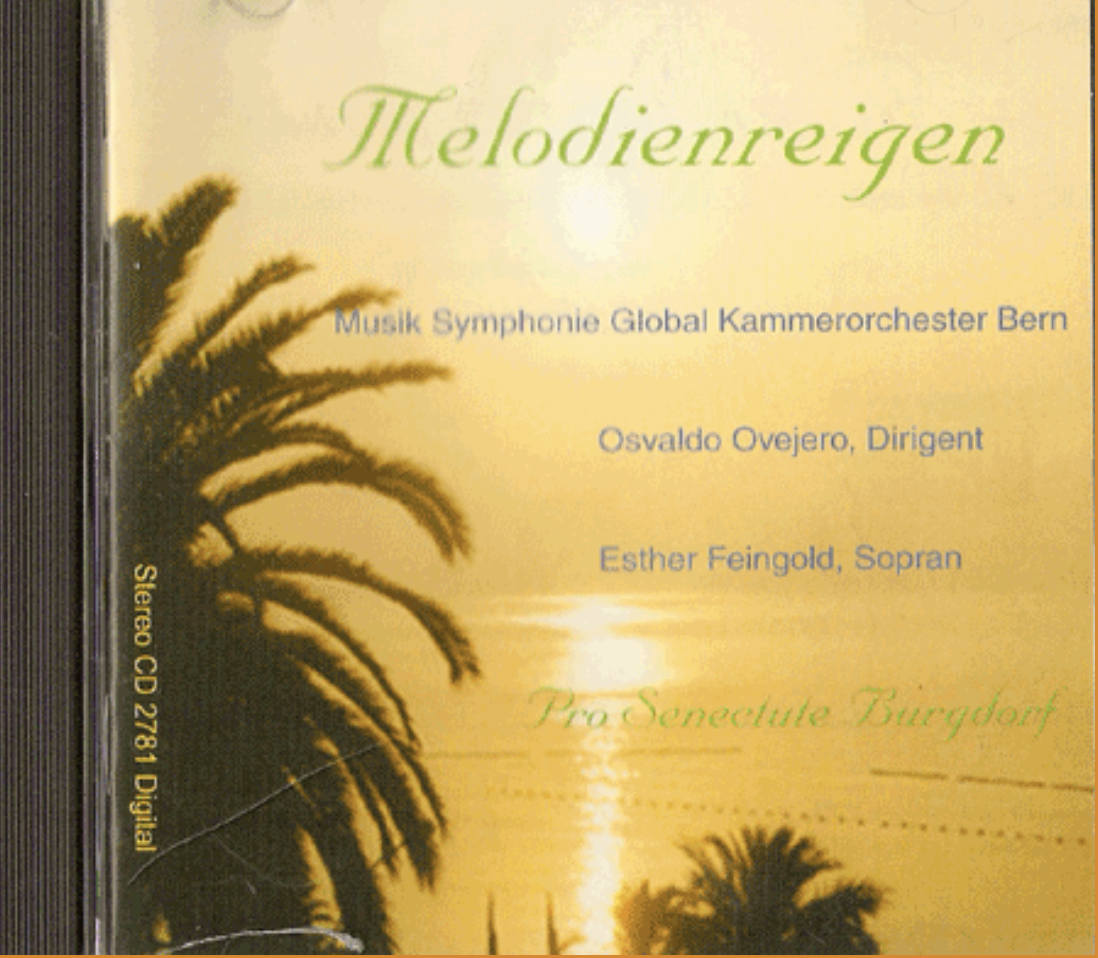 Melodienreigen
Musik Symphonie Global Kammerorchester Bern
Osvaldo Ovejero, Dirigent
Esther Feingold, Sopran
Pro Senectute Burgdorf
Stereo CD 2781 Digital